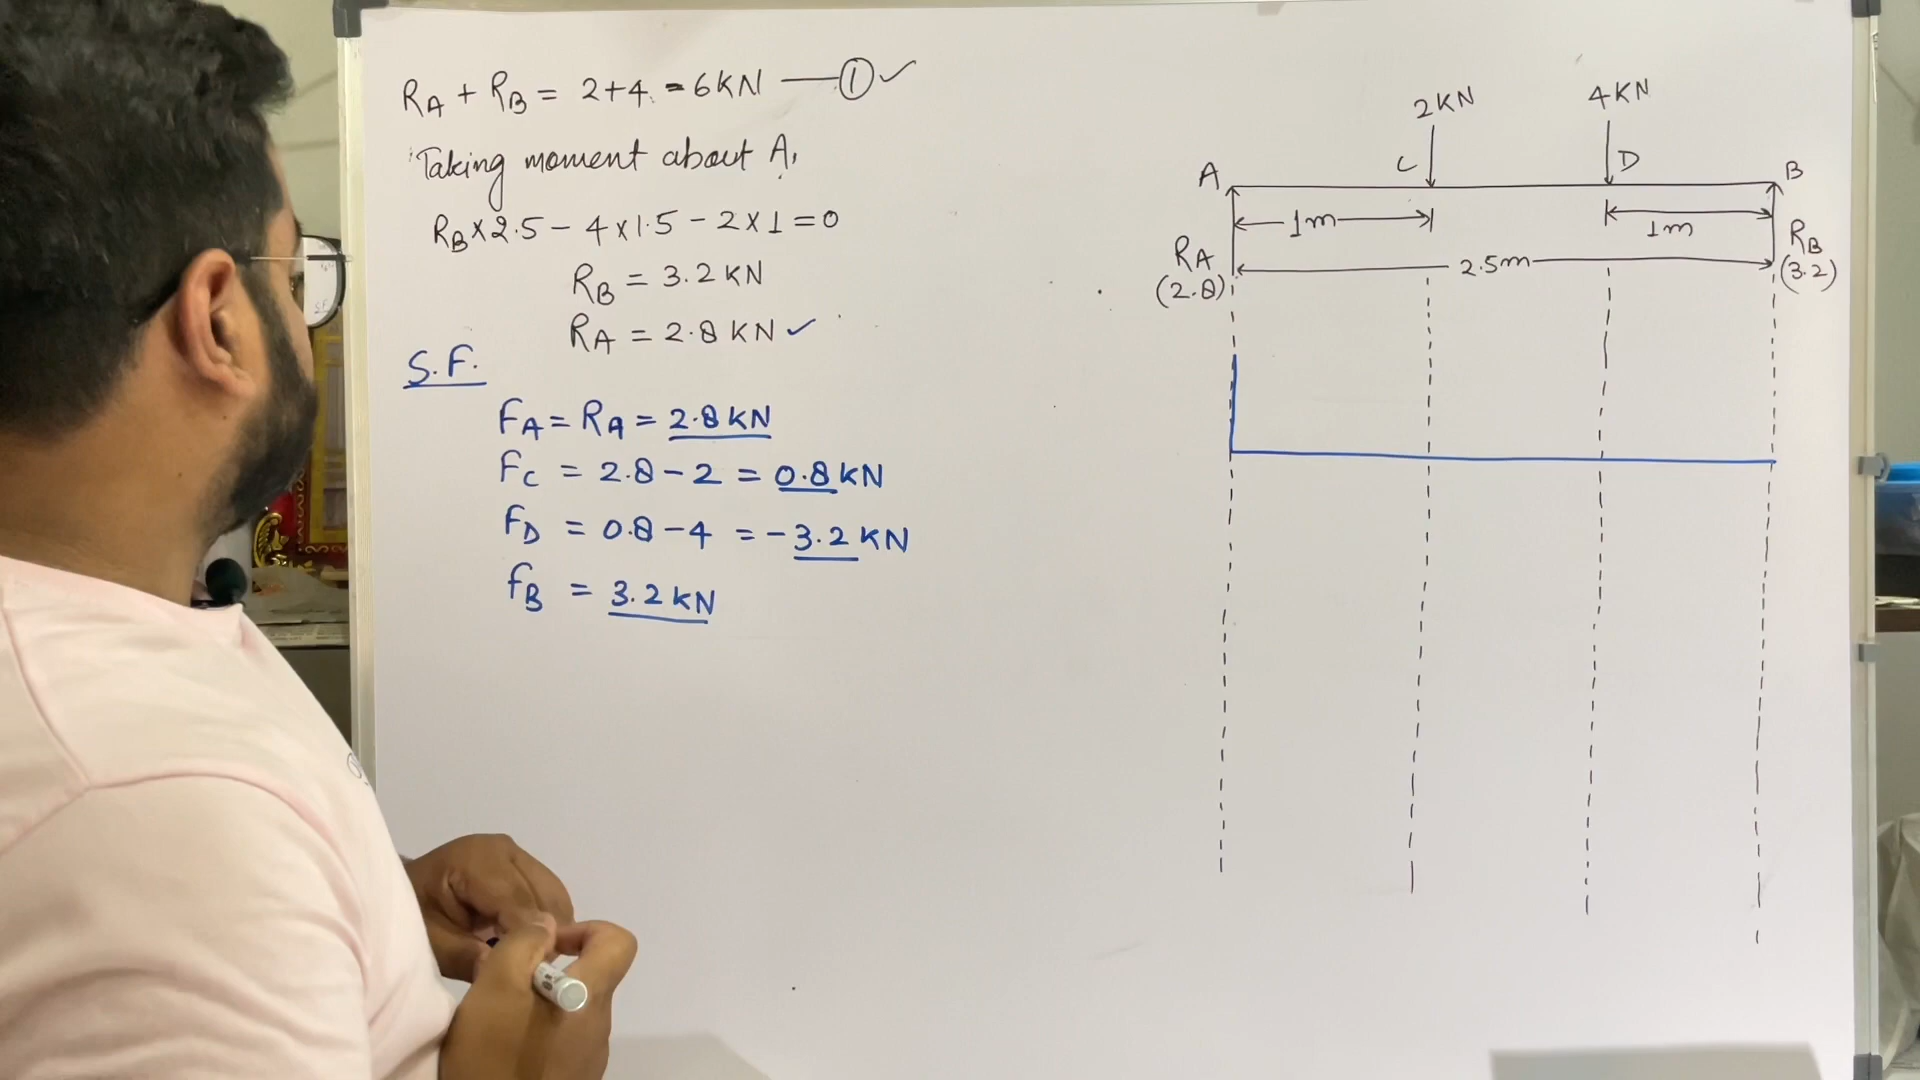 RA + RB = 2+4 = 6KN — ① ✓
Taking moment about A,
RB×2.5 - 4×1.5 - 2×1 = 0
RB = 3.2 KN
RA = 2.8 KN ✓
S.F.
FA = RA = 2.8 KN
FC = 2.8 - 2 = 0.8 KN
FD = 0.8 - 4 = -3.2 KN
FB = 3.2 KN
2KN 4KN
A C D B
1m 1m
RA 2.5m RB
(2.8) (3.2)